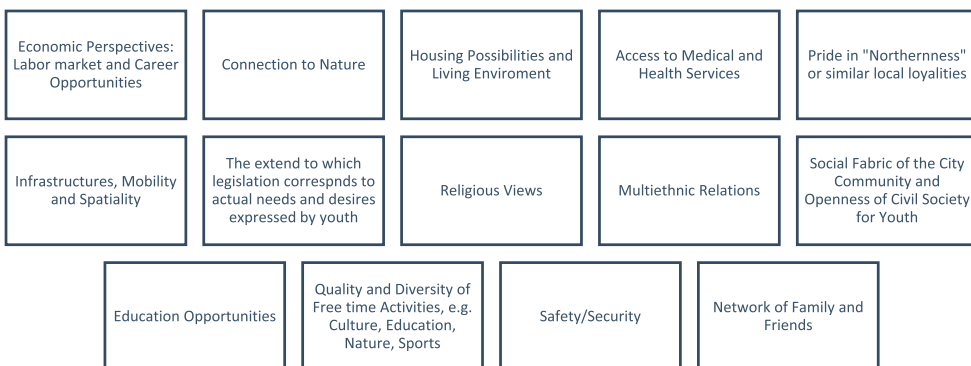 Economic Perspectives:
Labor market and Career
Opportunities
Connection to Nature
Housing Possibilities and
Living Enviroment
Access to Medical and
Health Services
Pride in "Northernness"
or similar local loyalities
Infrastructures, Mobility
and Spatiality
The extend to which
legislation correspnds to
actual needs and desires
expressed by youth
Religious Views
Multiethnic Relations
Social Fabric of the City
Community and
Openness of Civil Society
for Youth
Education Opportunities
Quality and Diversity of
Free time Activities, e.g.
Culture, Education,
Nature, Sports
Safety/Security
Network of Family and
Friends